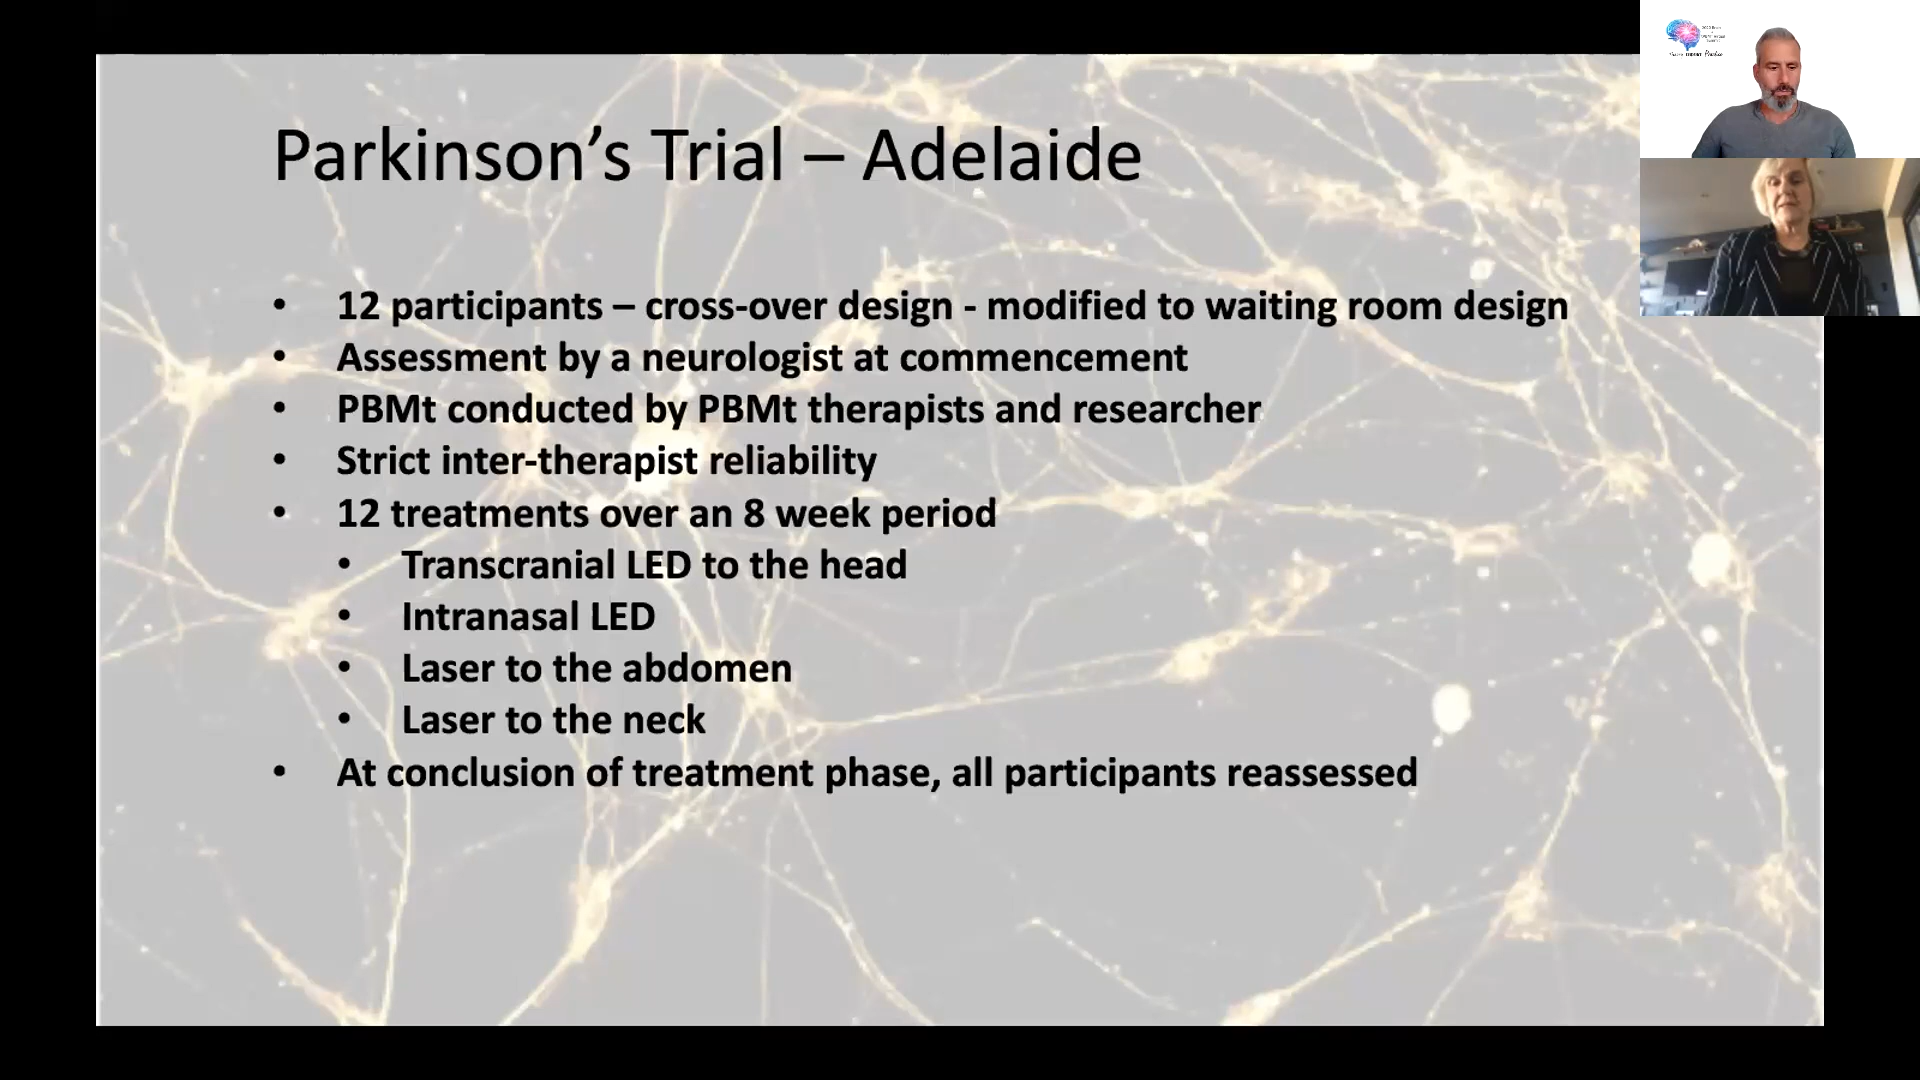 Parkinson’s Trial – Adelaide
• 12 participants – cross-over design - modified to waiting room design
• Assessment by a neurologist at commencement
• PBMt conducted by PBMt therapists and researcher
• Strict inter-therapist reliability
• 12 treatments over an 8 week period
• Transcranial LED to the head
• Intranasal LED
• Laser to the abdomen
• Laser to the neck
• At conclusion of treatment phase, all participants reassessed